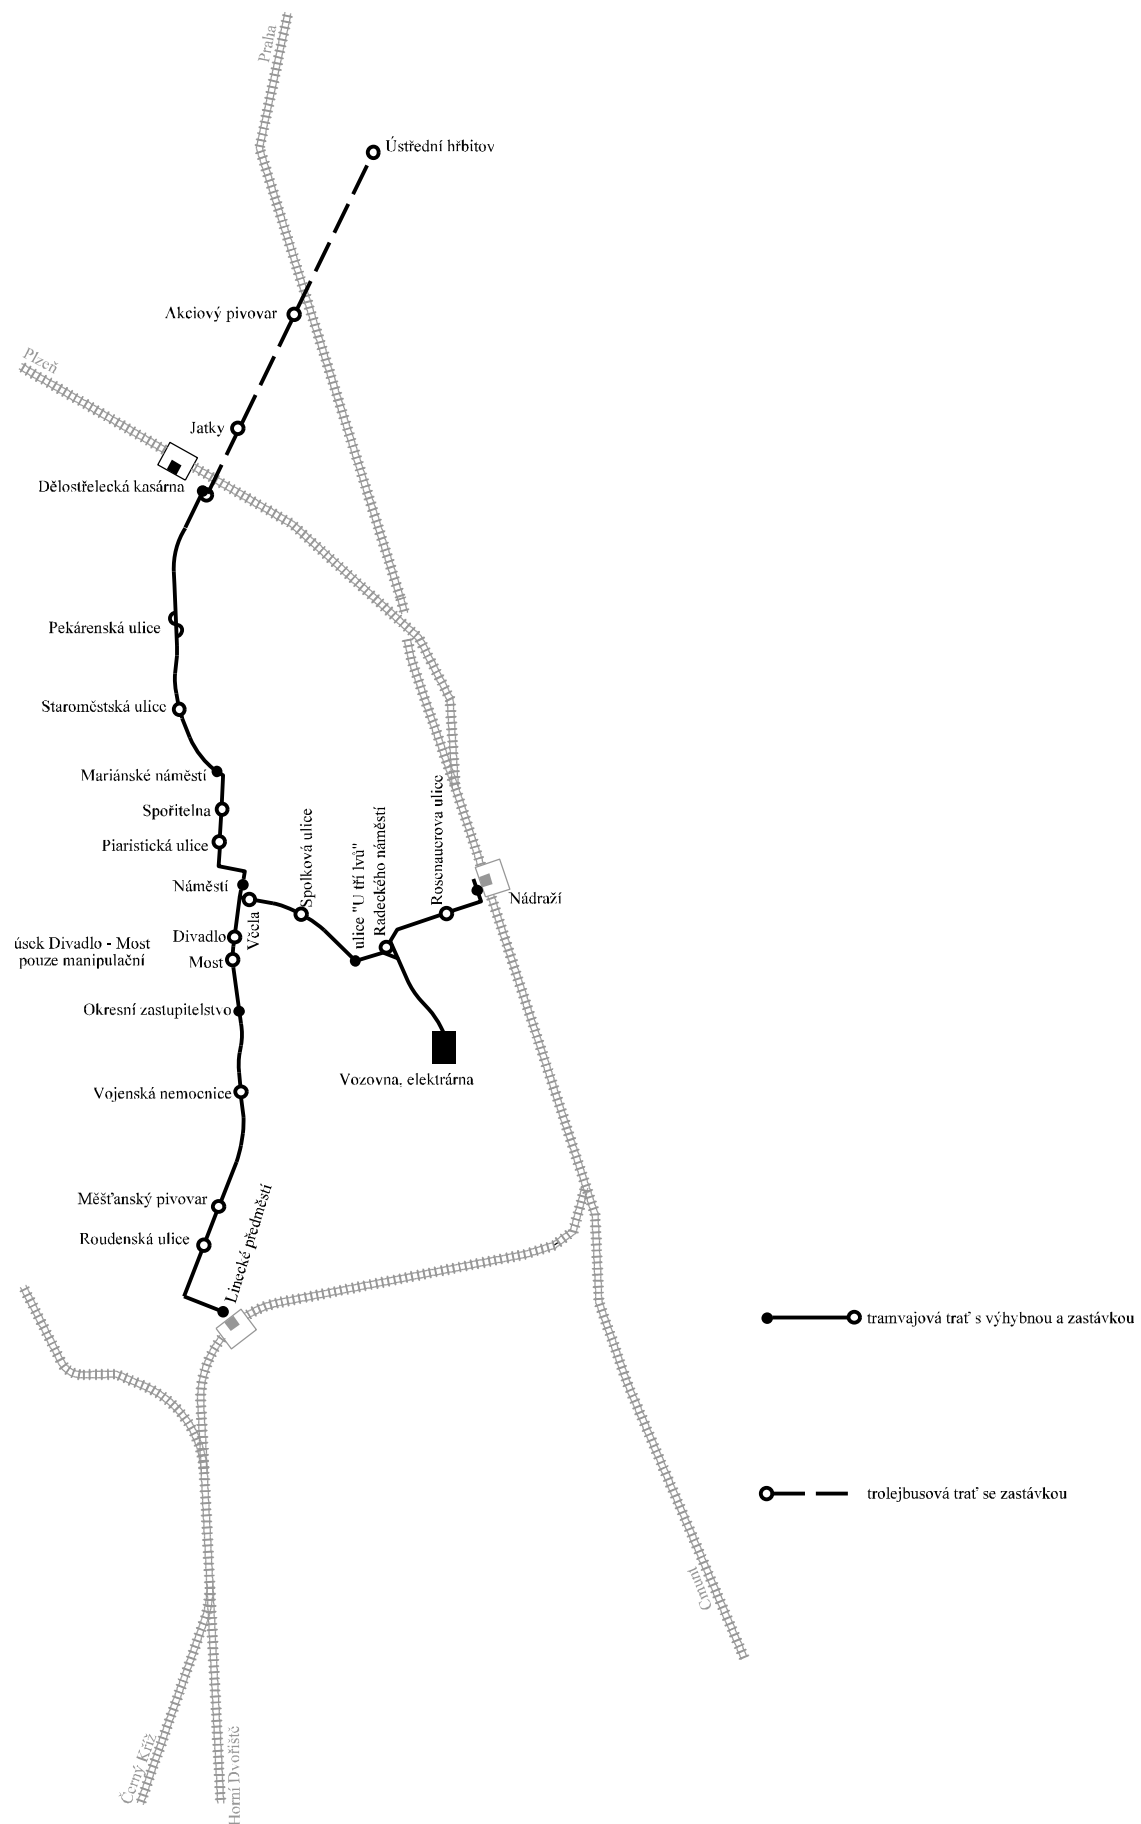 Praha
Ústřední hřbitov
Akciový pivovar
Plzeň
Jatky
Dělostřelecká kasárna
Pekárenská ulice
Staroměstská ulice
Mariánské náměstí
Spořitelna
Piaristická ulice
Náměstí
Včela
Spolková ulice
ulice "U tří lvů"
Radeckého náměstí
Rosenauerova ulice
Nádraží
Divadlo
úsek Divadlo - Most
pouze manipulační
Most
Okresní zastupitelstvo
Vozovna, elektrárna
Vojenská nemocnice
Měšťanský pivovar
Roudenská ulice
Linecké předměstí
tramvajová trať s výhybnou a zastávkou
trolejbusová trať se zastávkou
Gmünd
Černý Kříž
Horní Dvořiště